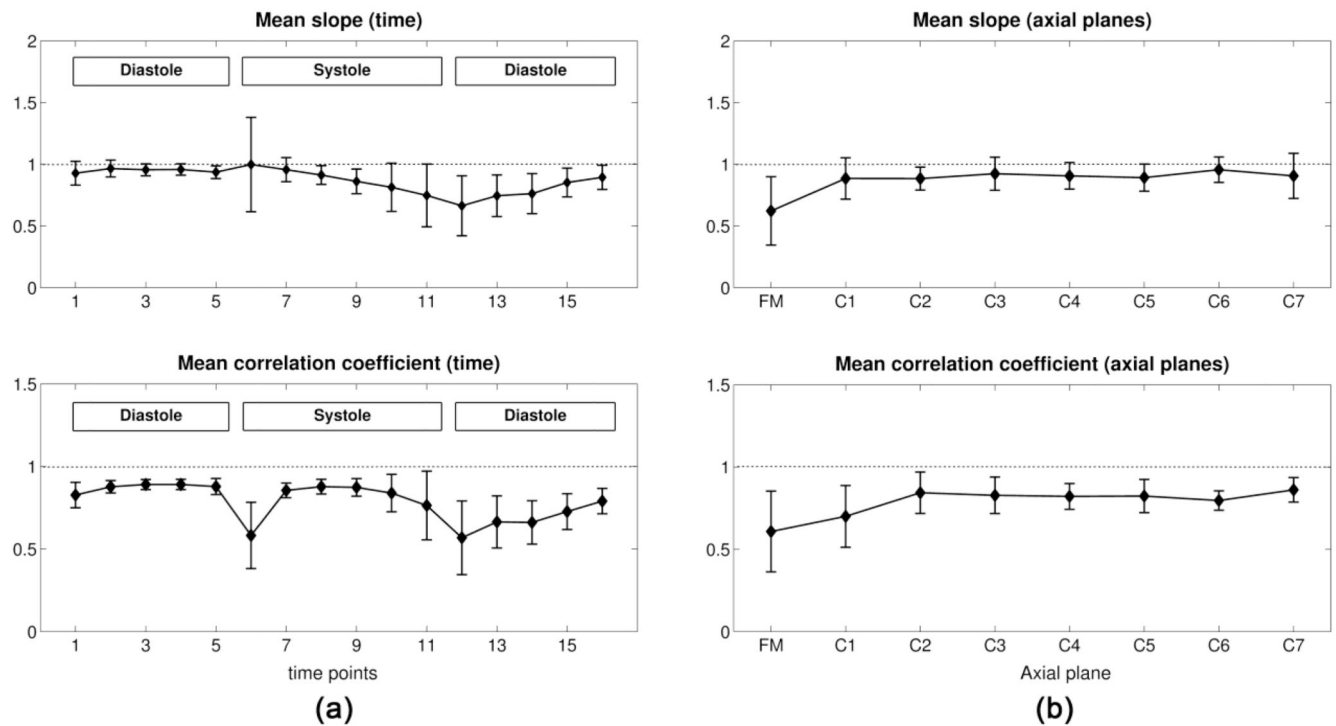 Mean slope (time)
2
1.5
1
0.5
0
Diastole Systole Diastole
1 3 5 7 9 11 13 15
Mean correlation coefficient (time)
1.5
1
0.5
0
Diastole Systole Diastole
1 3 5 7 9 11 13 15
time points
(a)
Mean slope (axial planes)
2
1.5
1
0.5
0
FM C1 C2 C3 C4 C5 C6 C7
Mean correlation coefficient (axial planes)
1.5
1
0.5
0
FM C1 C2 C3 C4 C5 C6 C7
Axial plane
(b)